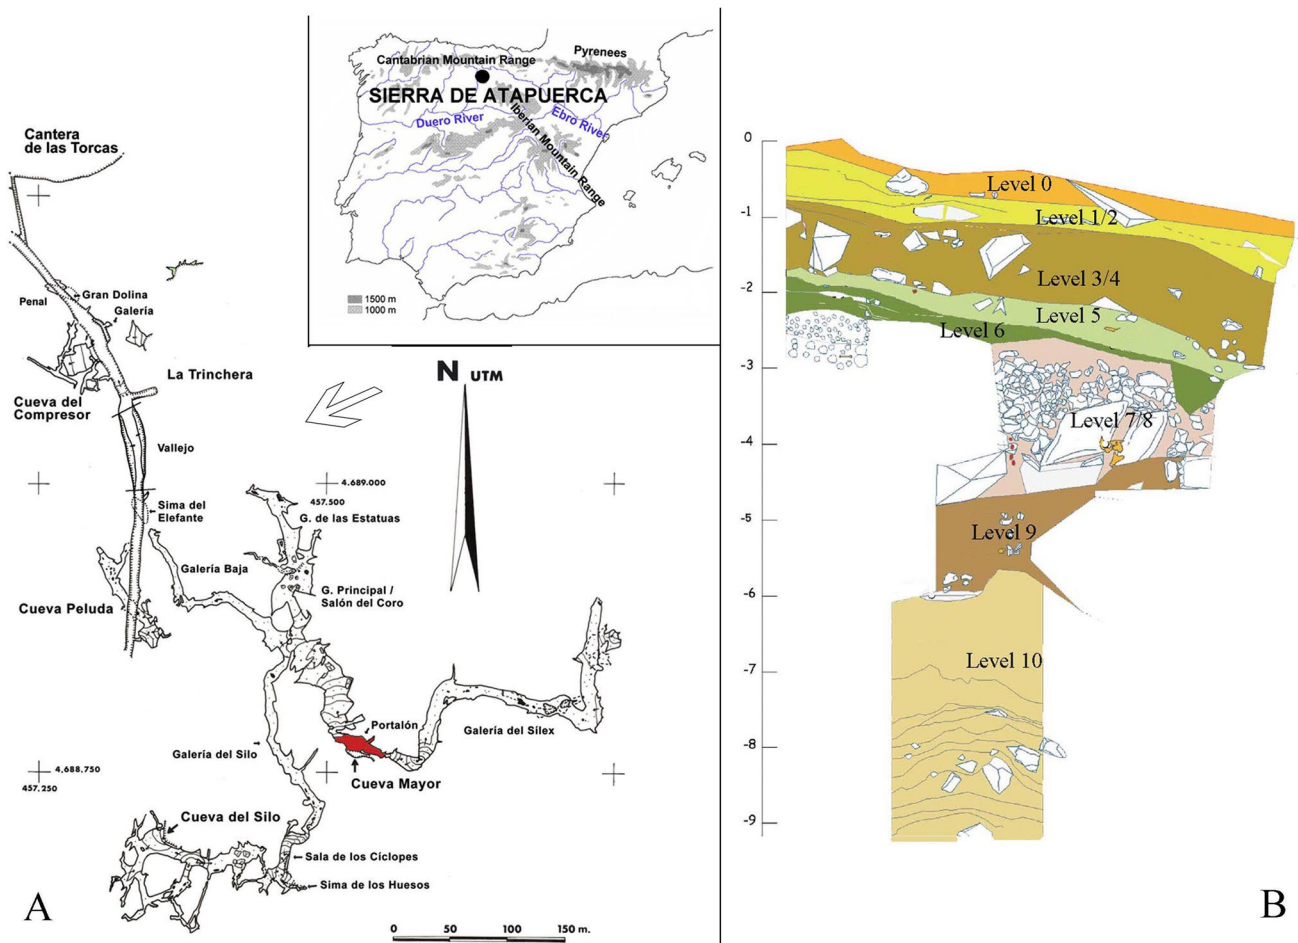 Cantabrian Mountain Range
Pyrenees
SIERRA DE ATAPUERCA
Duero River
Ebro River
Iberian Mountain Range
1500 m
1000 m
Cantera
de las Torcas
Gran Dolina
Penal
Galería
La Trinchera
Cueva del
Compresor
N UTM
Vallejo
4.689.000
457.500
Sima del
Elefante
G. de las Estatuas
Galería Baja
G. Principal /
Salón del Coro
Cueva Peluda
Portalón
Galería del Sílex
Galería del Silo
Cueva Mayor
4,688,750
457.250
Cueva del Silo
Sala de los Cíclopes
Sima de los Huesos
A
0 50 100 150 m.
0
-1
-2
-3
-4
-5
-6
-7
-8
-9
Level 0
Level 1/2
Level 3/4
Level 5
Level 6
Level 7/8
Level 9
Level 10
B